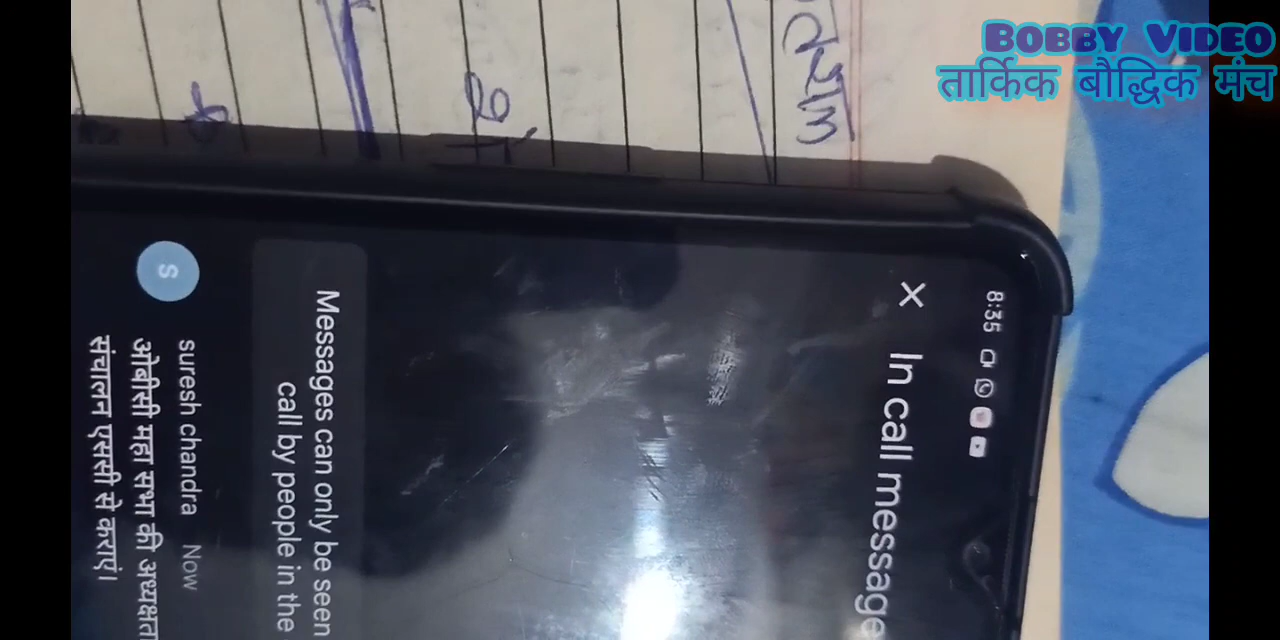 BOBBY VIDEO
तार्किक बौद्धिक मंच
8:35
In call message
Messages can only be seen
call by people in the
S
suresh chandra Now
ओबीसी महा सभा की अध्यक्षता
संचालन एससी से कराएं।